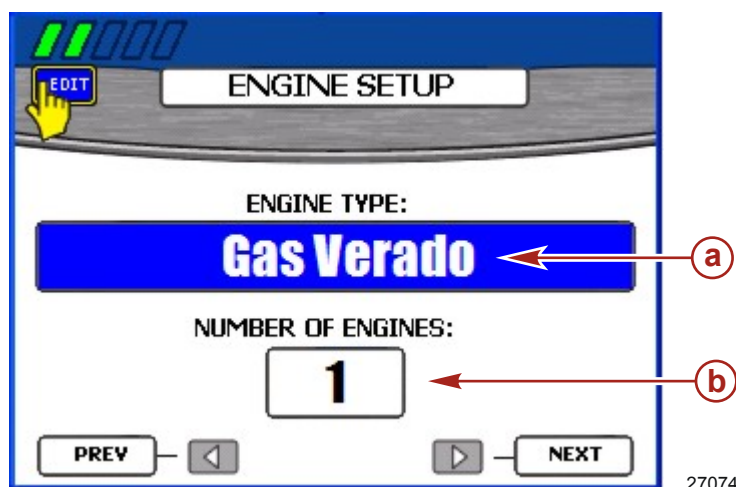 EDIT
ENGINE SETUP
ENGINE TYPE:
Gas Verado
a
NUMBER OF ENGINES:
1
b
PREV
NEXT
27074